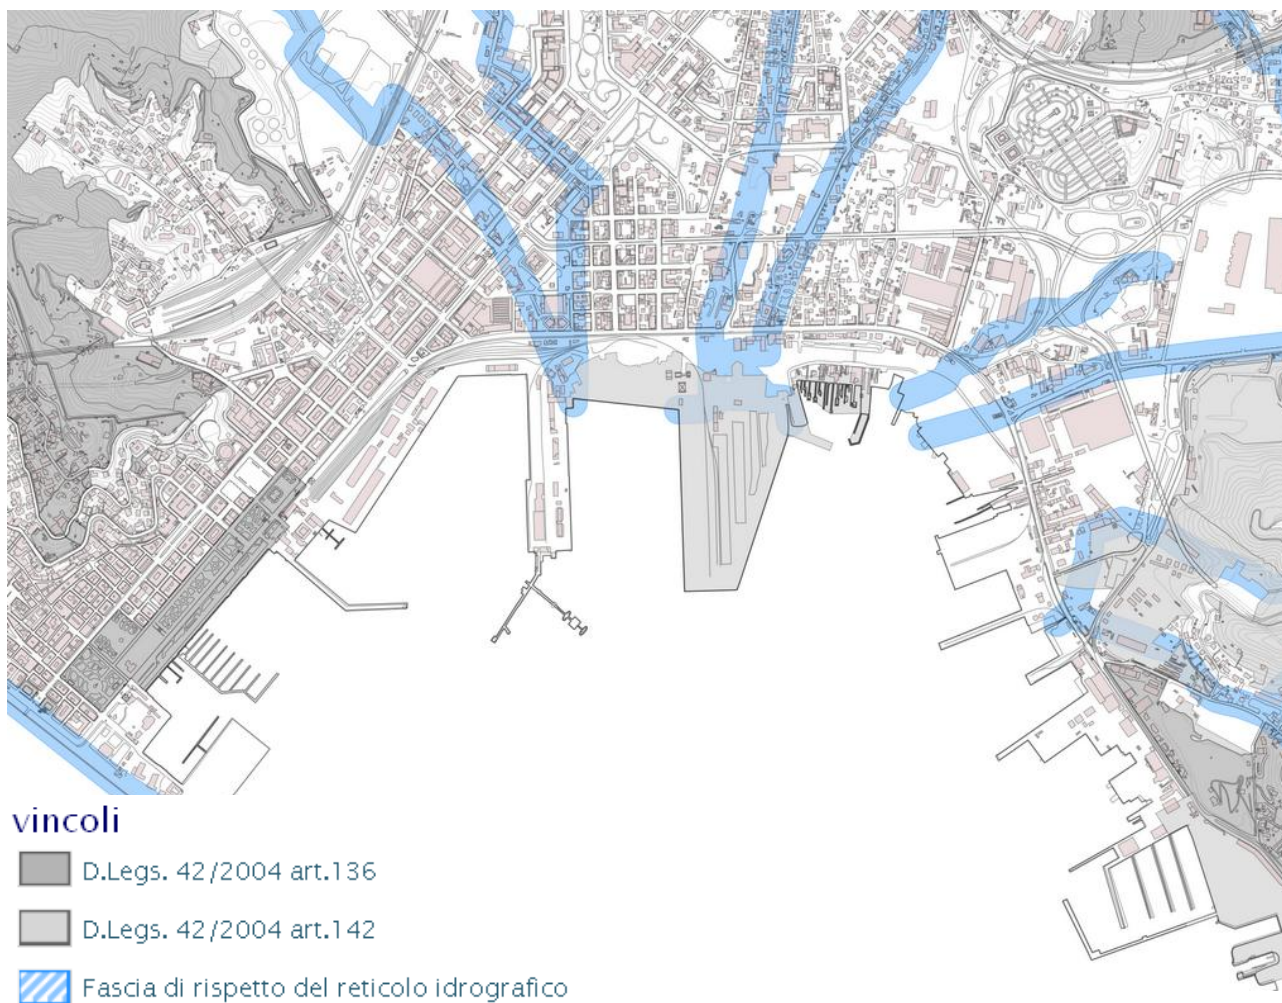 vincoli
D.Legs. 42/2004 art.136
D.Legs. 42/2004 art.142
Fascia di rispetto del reticolo idrografico